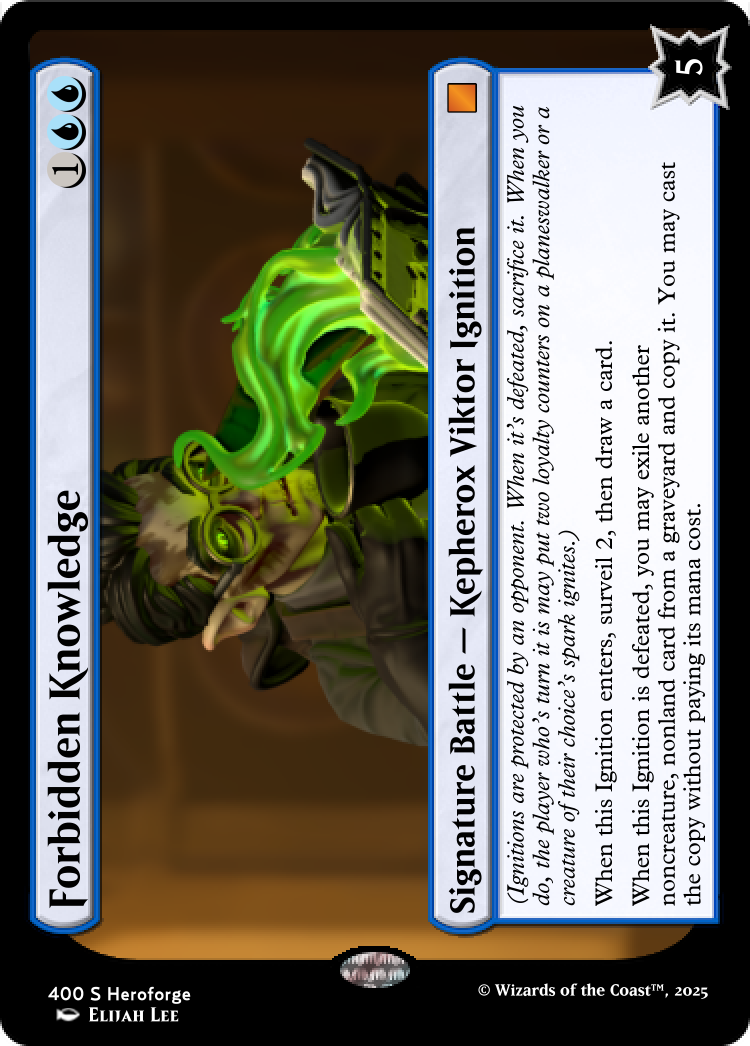 Forbidden Knowledge
1
Signature Battle — Kepherox Viktor Ignition
(Ignitions are protected by an opponent. When it's defeated, sacrifice it. When you
do, the player who's turn it is may put two loyalty counters on a planeswalker or a
creature of their choice's spark ignites.)
When this Ignition enters, surveil 2, then draw a card.
When this Ignition is defeated, you may exile another
noncreature, nonland card from a graveyard and copy it. You may cast
the copy without paying its mana cost.
5
400 S Heroforge
Elijah Lee
© Wizards of the Coast™, 2025